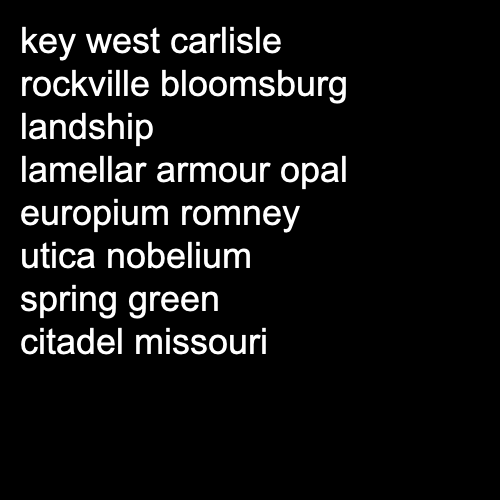 key west carlisle
rockville bloomsburg
landship
lamellar armour opal
europium romney
utica nobelium
spring green
citadel missouri